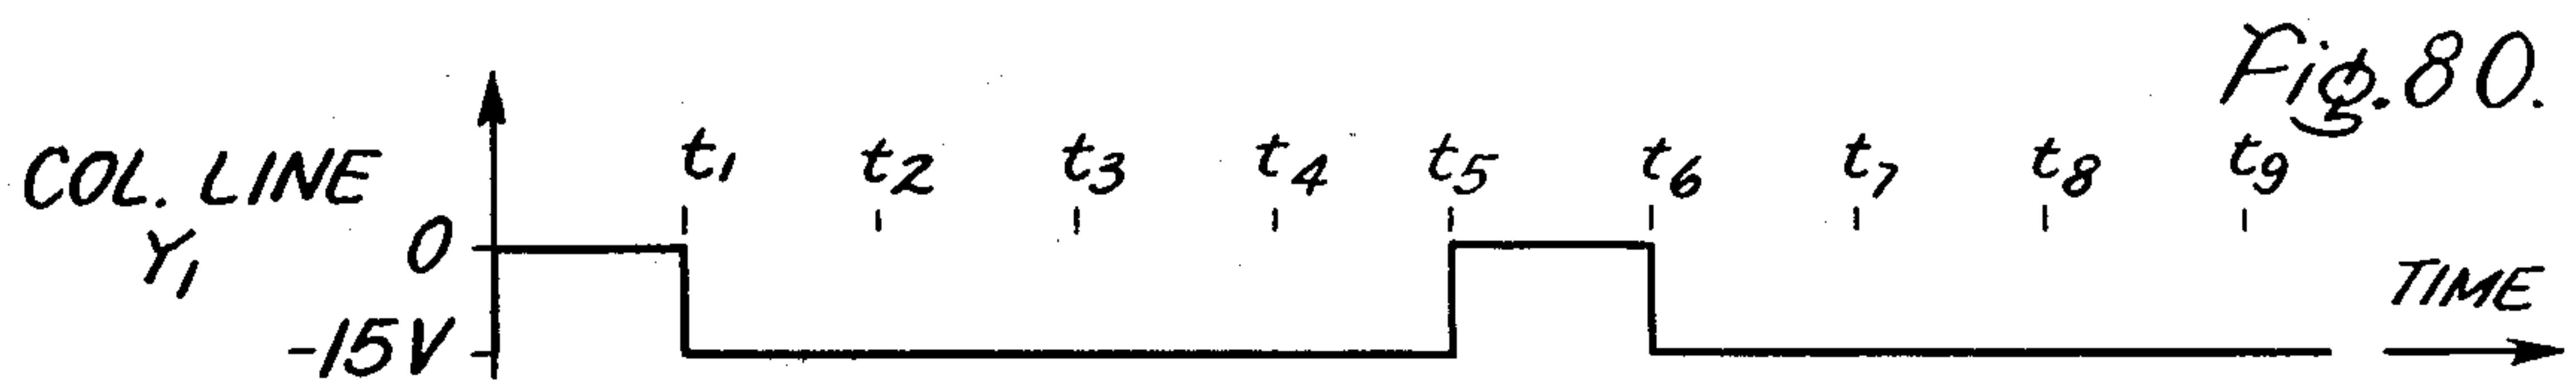 Fig. 80.
t1 t2 t3 t4 t5 t6 t7 t8 t9
COL. LINE
Y1
0
-15V
TIME